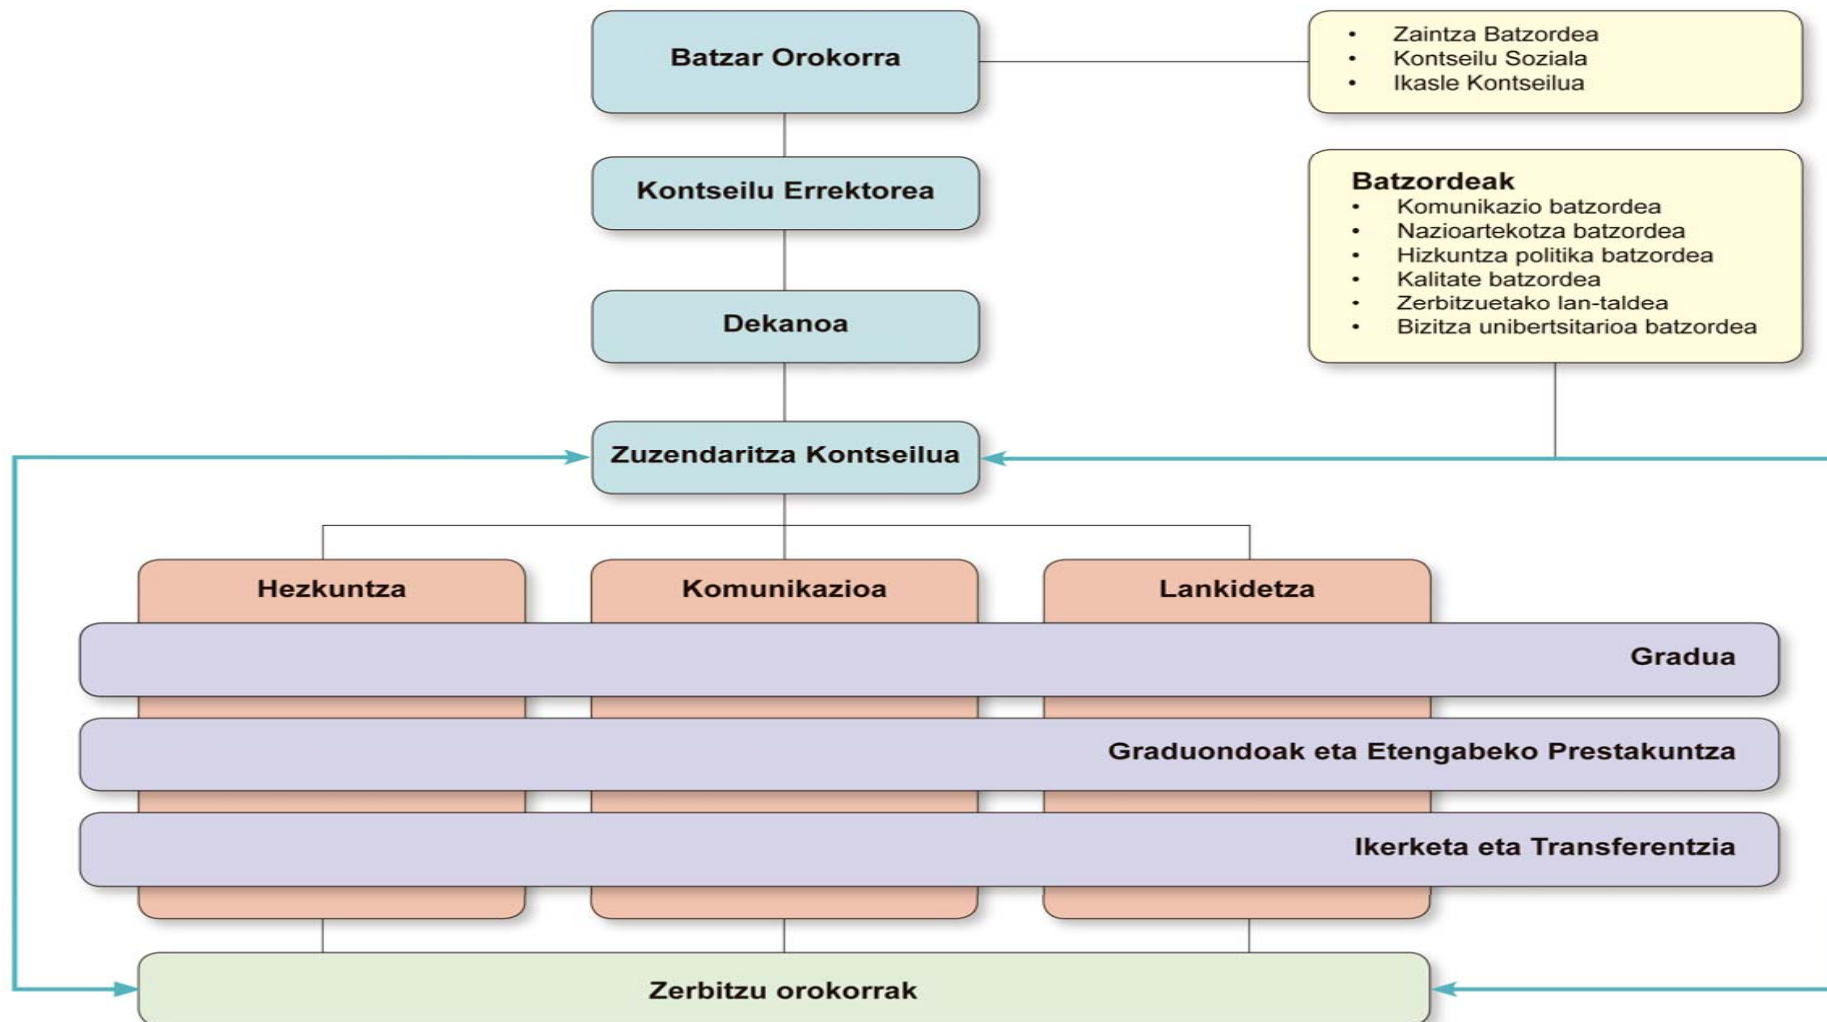 Batzar Orokorra
• Zaintza Batzordea
• Kontseilu Soziala
• Ikasle Kontseilua
Kontseilu Errektorea
Batzordeak
• Komunikazio batzordea
• Nazioartekotza batzordea
• Hizkuntza politika batzordea
• Kalitate batzordea
• Zerbitzuetako lan-taldea
• Bizitza unibertsitarioa batzordea
Dekanoa
Zuzendaritza Kontseilua
Hezkuntza
Komunikazioa
Lankidetza
Gradua
Graduondoak eta Etengabeko Prestakuntza
Ikerketa eta Transferentzia
Zerbitzu orokorrak